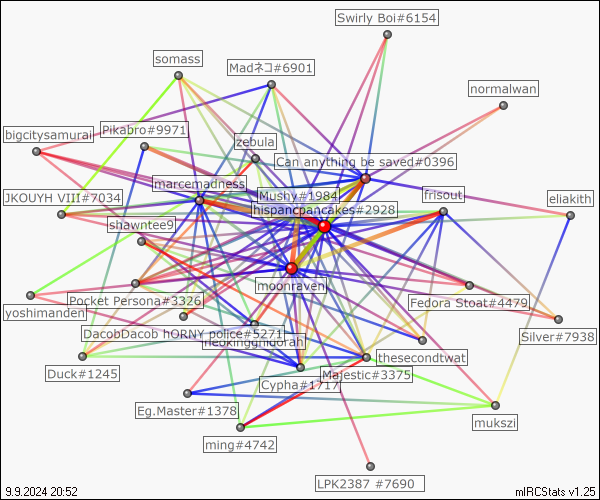 Swirly Boi#6154
somass
Madネコ#6901
normalwan
Pikabro#9971
bigcitysamurai
zebula
Can anything be saved#0396
marcemadness
Mushy#1984
JKOUYH VIII#7034
frisout
eliakith
hispancpancakes#2928
shawntee9
moonraven
Pocket Persona#3326
Fedora Stoat#4479
yoshimanden
DacobDacob hORNY police#5271
neokingghidorah
Silver#7938
thesecondtwat
Duck#1245
Majestic#3375
Cypha#1717
Eg.Master#1378
mukszi
ming#4742
LPK2387 #7690
9.9.2024 20:52
mIRCStats v1.25